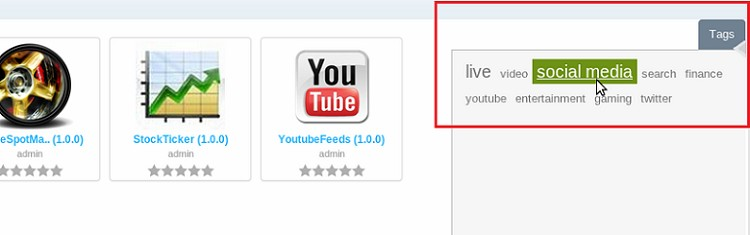 Tags
live video social media search finance
youtube entertainment gaming twitter
You
Tube
eSpotMa.. (1.0.0)
admin
StockTicker (1.0.0)
admin
YoutubeFeeds (1.0.0)
admin